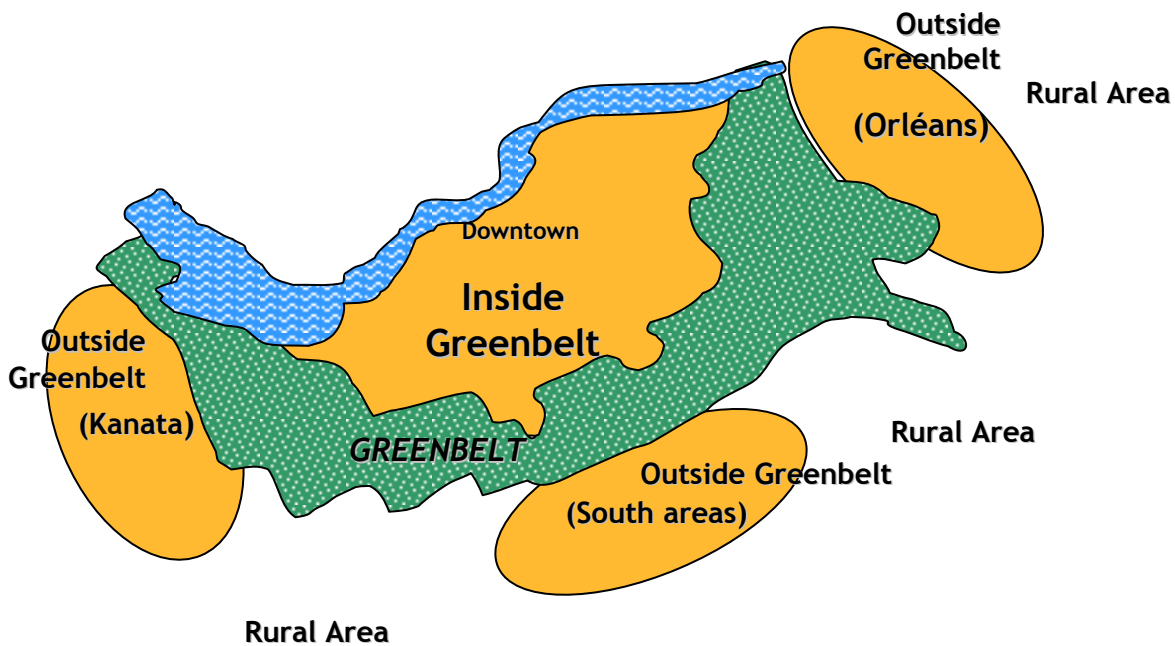 Outside
Greenbelt
Rural Area
(Orléans)
Downtown
Inside
Greenbelt
Outside
Greenbelt
(Kanata)
GREENBELT
Rural Area
Outside Greenbelt
(South areas)
Rural Area